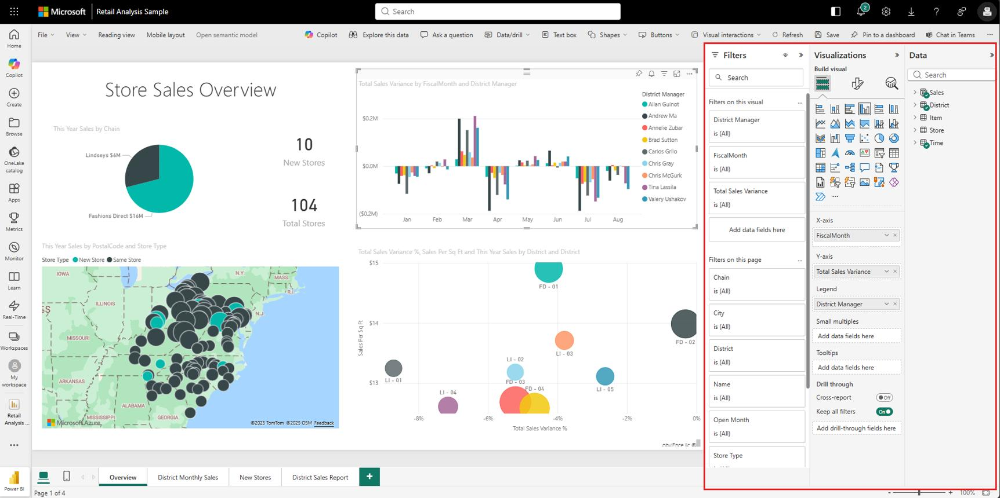 Microsoft
Retail Analysis Sample
Search
2
File
View
Reading view
Mobile layout
Open semantic model
Copilot
Explore this data
Ask a question
Data/drill
Text box
Shapes
Buttons
Visual interactions
Refresh
Save
Pin to a dashboard
Chat in Teams
Home
Copilot
Create
Browse
OneLake
catalog
Apps
Metrics
Monitor
Learn
Real-Time
Workspaces
My
workspace
Retail
Analysis ...
Power BI
Store Sales Overview
This Year Sales by Chain
Lindseys $6M
Fashions Direct $16M
10
New Stores
104
Total Stores
Total Sales Variance by FiscalMonth and District Manager
$0.2M
$0.0M
($0.2M)
Jan
Feb
Mar
Apr
May
Jun
Jul
Aug
District Manager
Allan Guinot
Andrew Ma
Annelie Zubar
Brad Sutton
Carlos Grilo
Chris Gray
Chris McGurk
Tina Lassila
Valery Ushakov
This Year Sales by PostalCode and Store Type
Store Type
New Store
Same Store
IOWA
N.Y.
MASS.
R.I.
ILLINOIS
N.J.
MISSOURI
ARKANSAS
ALABAMA
MISSISSIPPI
GEORGIA
Microsoft Azure
©2025 TomTom ©2025 OSM Feedback
Total Sales Variance %, Sales Per Sq Ft and This Year Sales by District and District
$15
$14
$13
Sales Per Sq Ft
FD - 01
FD - 02
LI - 03
LI - 02
FD - 03
FD - 04
LI - 01
LI - 05
LI - 04
-8%
-6%
-4%
-2%
0%
Total Sales Variance %
obviEnce llc ©
Filters
Search
Filters on this visual
District Manager
is (All)
FiscalMonth
is (All)
Total Sales Variance
is (All)
Add data fields here
Filters on this page
Chain
is (All)
City
is (All)
District
is (All)
Name
is (All)
Open Month
is (All)
Store Type
Visualizations
Build visual
X-axis
FiscalMonth
Y-axis
Total Sales Variance
Legend
District Manager
Small multiples
Add data fields here
Tooltips
Add data fields here
Drill through
Cross-report
Off
Keep all filters
On
Add drill-through fields here
Data
Search
Sales
District
Item
Store
Time
Overview
District Monthly Sales
New Stores
District Sales Report
Page 1 of 4
100%